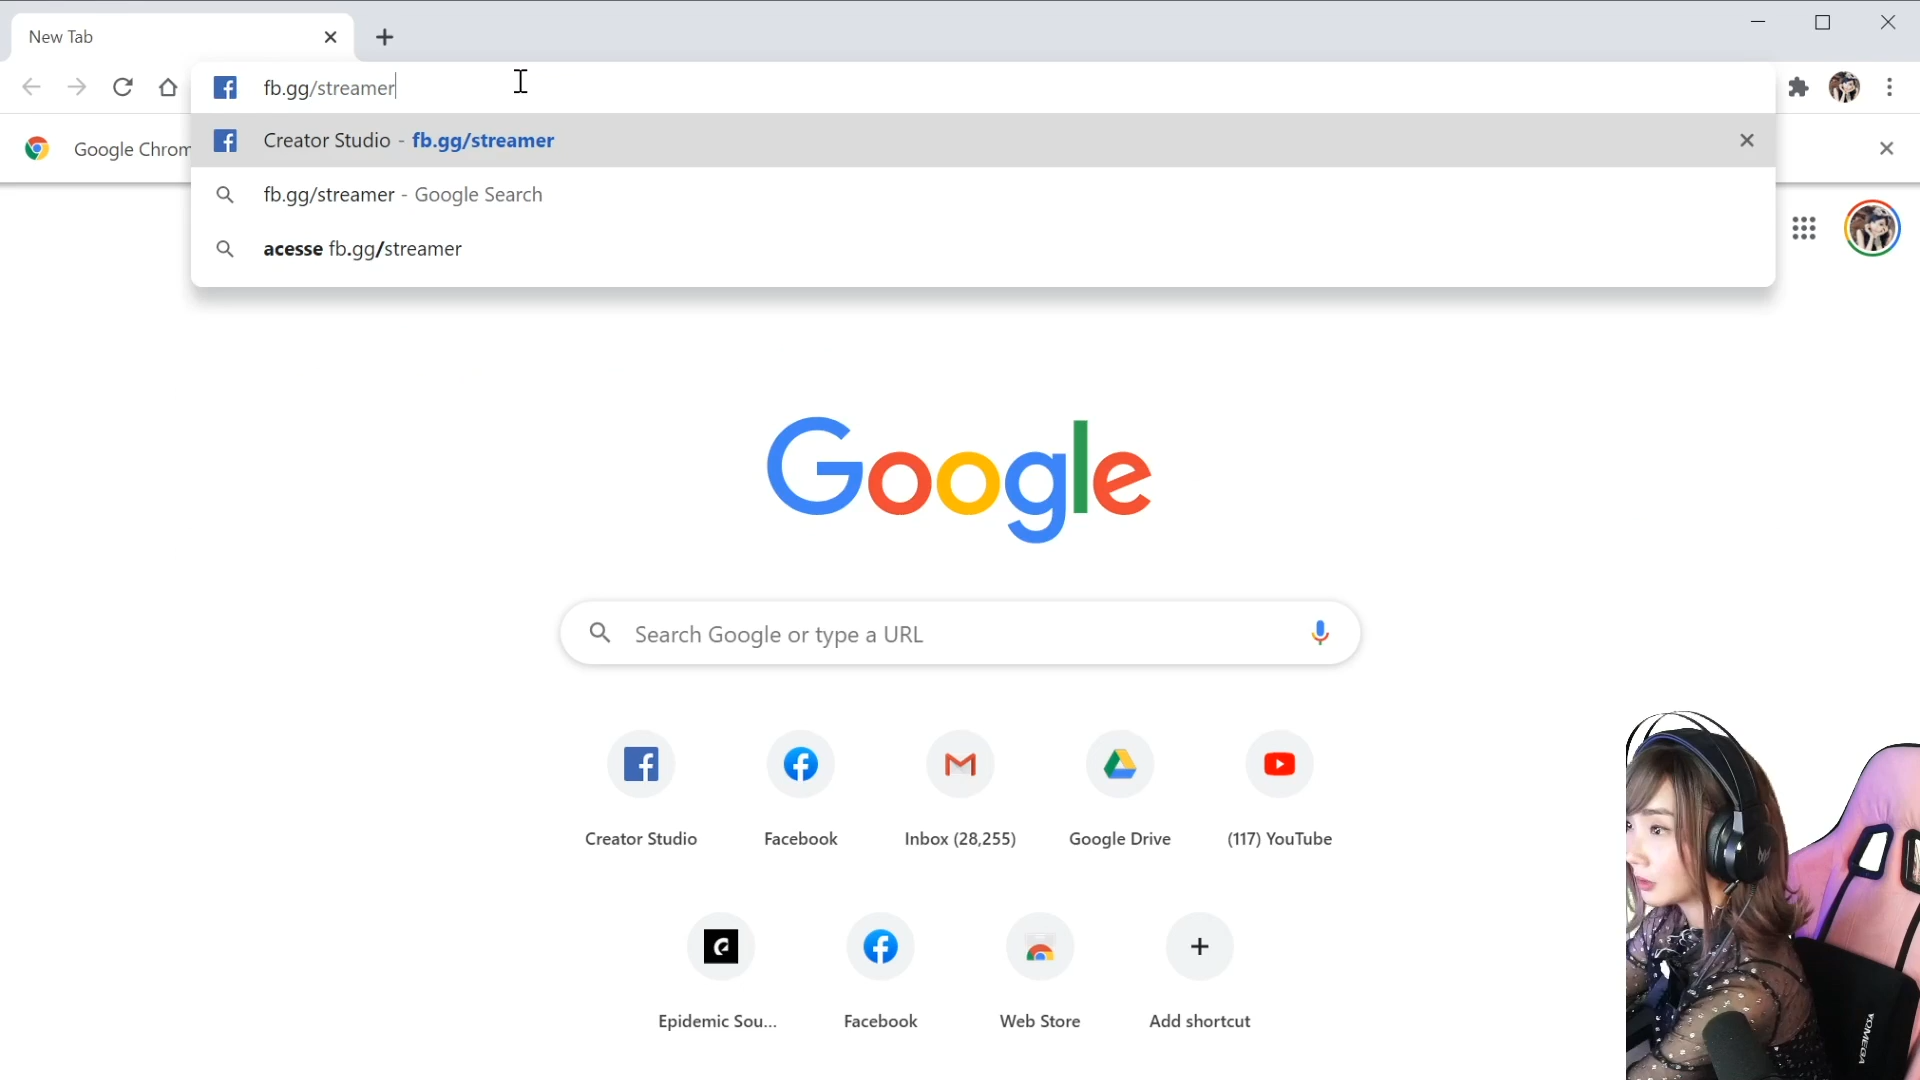 New Tab
fb.gg/streamer
Google Chrom
Creator Studio - fb.gg/streamer
fb.gg/streamer - Google Search
acesse fb.gg/streamer
Google
Search Google or type a URL
Creator Studio
Facebook
Inbox (28,255)
Google Drive
(117) YouTube
Epidemic Sou...
Facebook
Web Store
Add shortcut
YOMEGA